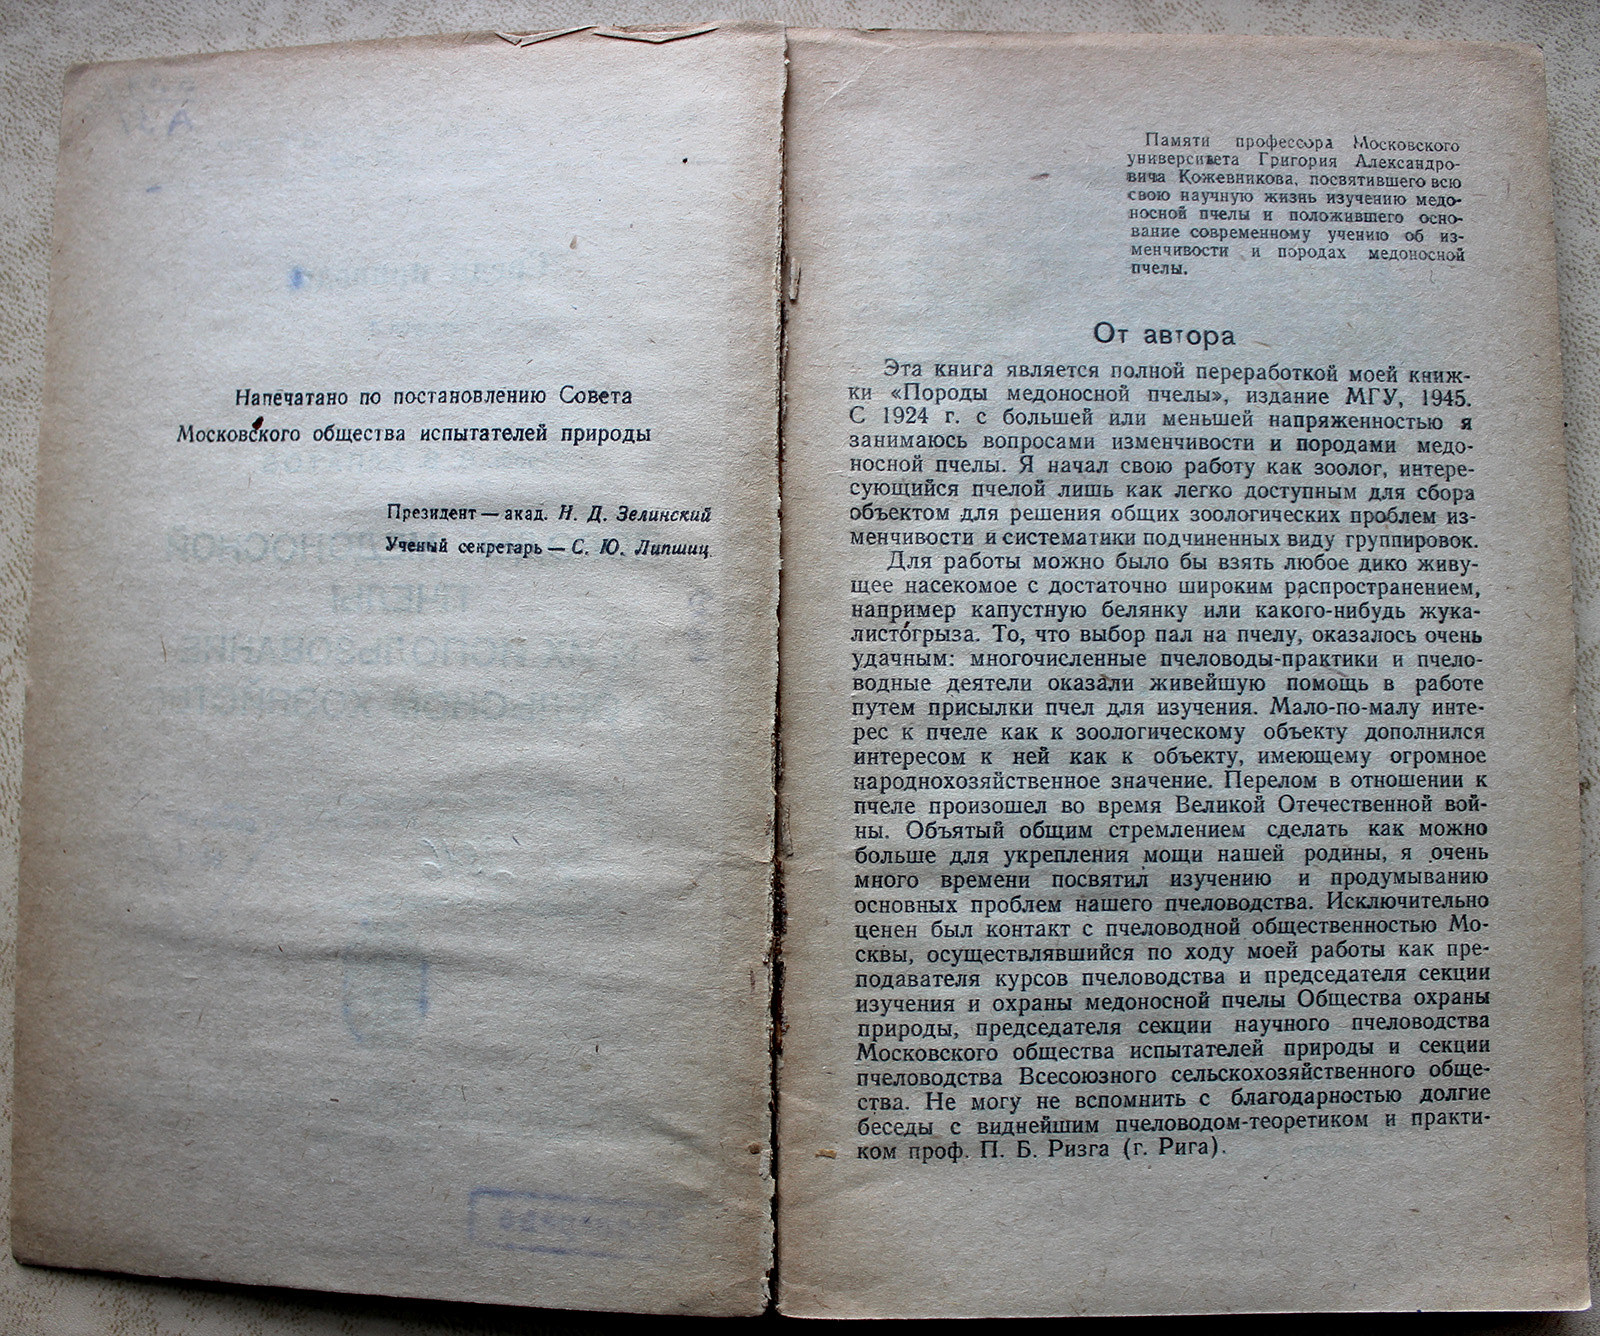 Напечатано по постановлению Совета
Московского общества испытателей природы
Президент — акад. Н. Д. Зелинский
Ученый секретарь — С. Ю. Липшиц.
Памяти профессора Московского
университета Григория Александро-
вича Кожевникова, посвятившего всю
свою научную жизнь изучению медо-
носной пчелы и положившего осно-
вание современному учению об из-
менчивости и породах медоносной
пчелы.
От автора
Эта книга является полной переработкой моей книж-
ки «Породы медоносной пчелы», издание МГУ, 1945.
С 1924 г. с большей или меньшей напряженностью я
занимаюсь вопросами изменчивости и породами медо-
носной пчелы. Я начал свою работу как зоолог, интере-
сующийся пчелой лишь как легко доступным для сбора
объектом для решения общих зоологических проблем из-
менчивости и систематики подчиненных виду группировок.
Для работы можно было бы взять любое дико живу-
щее насекомое с достаточно широким распространением,
например капустную белянку или какого-нибудь жука-
листогрыза. То, что выбор пал на пчелу, оказалось очень
удачным: многочисленные пчеловоды-практики и пчело-
водные деятели оказали живейшую помощь в работе
путем присылки пчел для изучения. Мало-по-малу инте-
рес к пчеле как к зоологическому объекту дополнился
интересом к ней как к объекту, имеющему огромное
народнохозяйственное значение. Перелом в отношении к
пчеле произошел во время Великой Отечественной вой-
ны. Объятый общим стремлением сделать как можно
больше для укрепления мощи нашей родины, я очень
много времени посвятил изучению и продумыванию
основных проблем нашего пчеловодства. Исключительно
ценен был контакт с пчеловодной общественностью Мо-
сквы, осуществлявшийся по ходу моей работы как пре-
подавателя курсов пчеловодства и председателя секции
изучения и охраны медоносной пчелы Общества охраны
природы, председателя секции научного пчеловодства
Московского общества испытателей природы и секции
пчеловодства Всесоюзного сельскохозяйственного обще-
ства. Не могу не вспомнить с благодарностью долгие
беседы с виднейшим пчеловодом-теоретиком и практи-
ком проф. П. Б. Ризга (г. Рига).